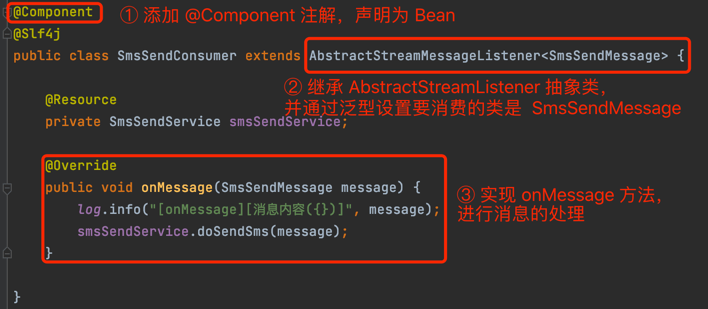 @Component ① 添加 @Component 注解，声明为 Bean
@Slf4j
public class SmsSendConsumer extends AbstractStreamMessageListener<SmsSendMessage> {
② 继承 AbstractStreamListener 抽象类，
并通过泛型设置要消费的类是 SmsSendMessage
@Resource
private SmsSendService smsSendService;
@Override
public void onMessage(SmsSendMessage message) {
log.info("[onMessage][消息内容({})]", message);
smsSendService.doSendSms(message);
}
③ 实现 onMessage 方法，
进行消息的处理
}